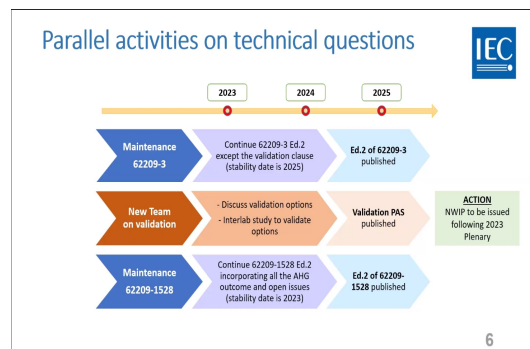 Parallel activities on technical questions
IEC
2023
2024
2025
Maintenance
62209-3
Continue 62209-3 Ed.2
except the validation clause
(stability date is 2025)
Ed.2 of 62209-3
published
New Team
on validation
- Discuss validation options
- Interlab study to validate
options
Validation PAS
published
ACTION
NWIP to be issued
following 2023
Plenary
Maintenance
62209-1528
Continue 62209-1528 Ed.2
incorporating all the AHG
outcome and open issues
(stability date is 2023)
Ed.2 of 62209-
1528 published
6